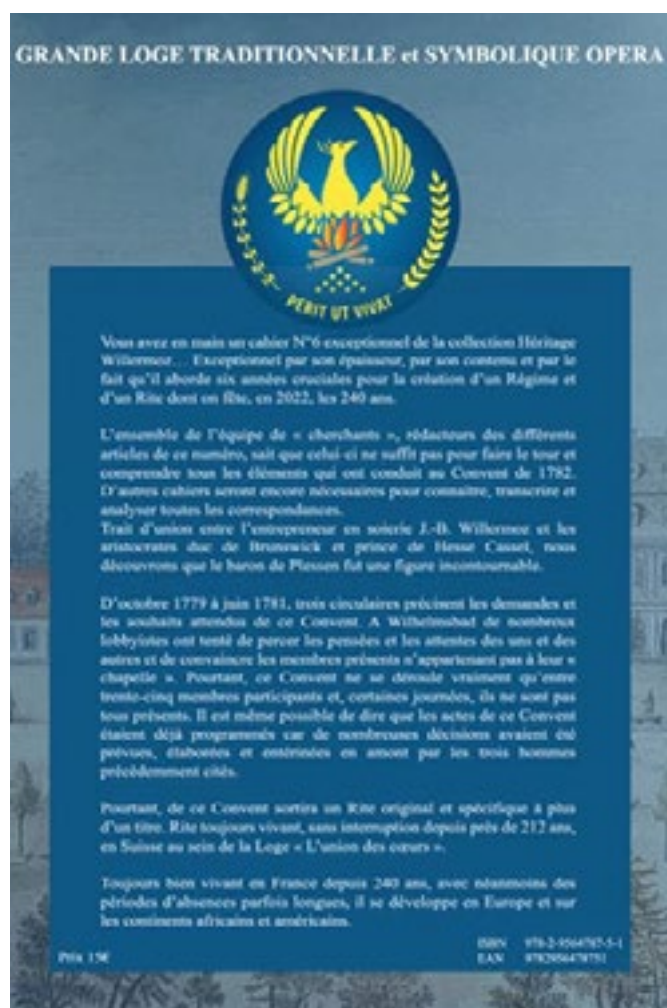 GRANDE LOGE TRADITIONNELLE et SYMBOLIQUE OPERA
PERIT UT VIVAT
Vous avez en main un cahier N°6 exceptionnel de la collection Héritage
Willermoz... Exceptionnel par son épaisseur, par son contenu et par le
fait qu'il aborde six années cruciales pour la création d'un Régime et
d'un Rite dont on fête, en 2022, les 240 ans.
L'ensemble de l'équipe de « cherchants », rédacteurs des différents
articles de ce numéro, sait que celui-ci ne suffit pas pour faire le tour et
comprendre tous les éléments qui ont conduit au Convent de 1782.
D'autres cahiers seront encore nécessaires pour connaître, transcrire et
analyser toutes les correspondances.
Trait d'union entre l'entrepreneur en soierie J.-B. Willermoz et les
aristocrates duc de Brunswick et prince de Hesse Cassel, nous
découvrons que le baron de Plessen fut une figure incontournable.
D'octobre 1779 à juin 1781, trois circulaires précisent les demandes et
les souhaits attendus de ce Convent. A Wilhelmsbad de nombreux
lobbyistes ont tenté de percer les pensées et les attentes des uns et des
autres et de convaincre les membres présents n'appartenant pas à leur «
chapelle ». Pourtant, ce Convent ne se déroule vraiment qu'entre
trente-cinq membres participants et, certaines journées, ils ne sont pas
tous présents. Il est même possible de dire que les actes de ce Convent
étaient déjà programmés car de nombreuses décisions avaient été
prévues, élaborées et entérinées en amont par les trois hommes
précédemment cités.
Pourtant, de ce Convent sortira un Rite original et spécifique à plus
d'un titre. Rite toujours vivant, sans interruption depuis près de 212 ans,
en Suisse au sein de la Loge « L'union des cœurs ».
Toujours bien vivant en France depuis 240 ans, avec néanmoins des
périodes d'absences parfois longues, il se développe en Europe et sur
les continents africains et américains.
Prix 15€
ISBN 978-2-9564787-5-1
EAN 9782956478751